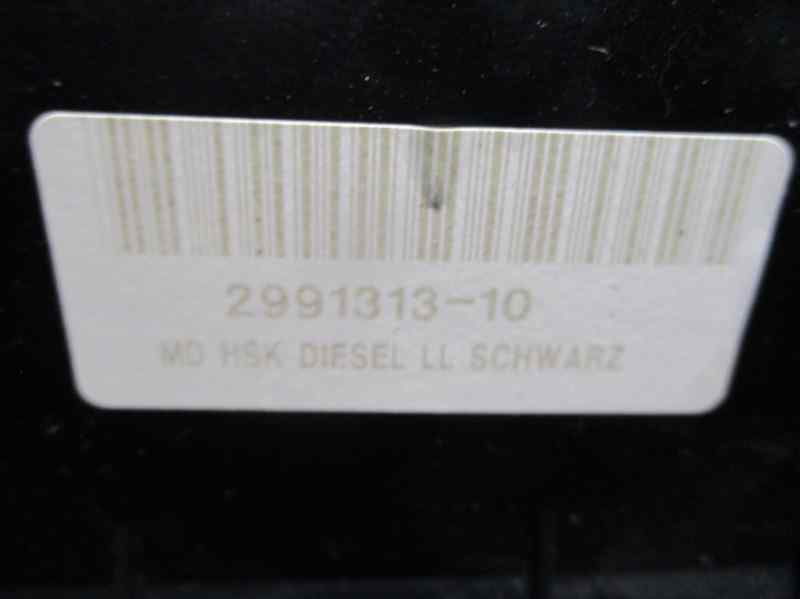 2991313-10
MD HSK DIESEL LL SCHWARZ